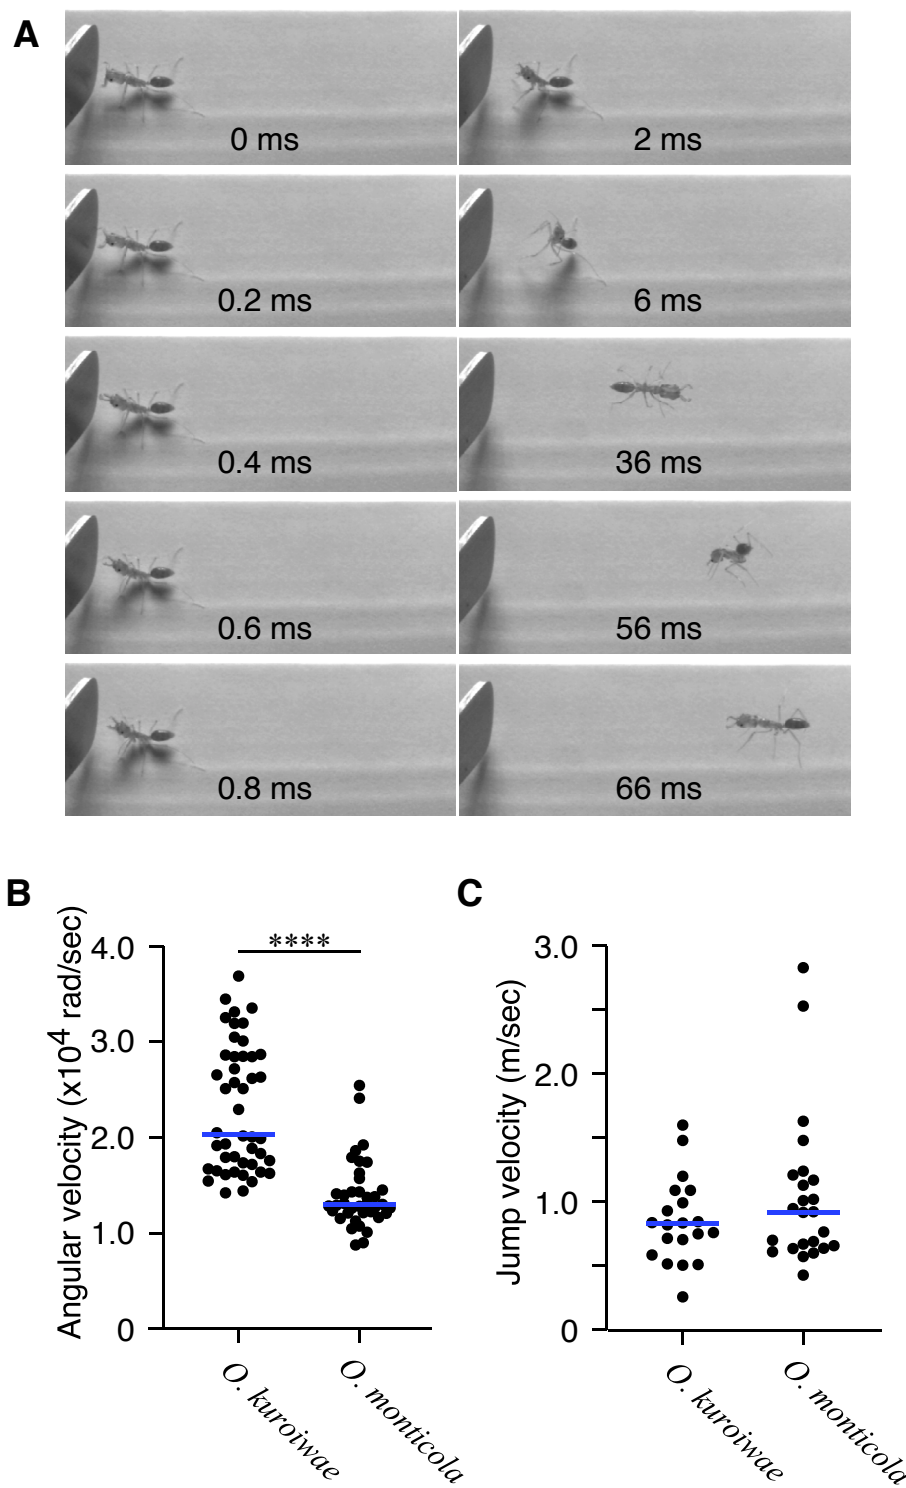 A
0 ms
2 ms
0.2 ms
6 ms
0.4 ms
36 ms
0.6 ms
56 ms
0.8 ms
66 ms
B
Angular velocity (x10⁴ rad/sec)
4.0
3.0
2.0
1.0
0
****
O. kuroiwae
O. monticola
C
Jump velocity (m/sec)
3.0
2.0
1.0
0
O. kuroiwae
O. monticola